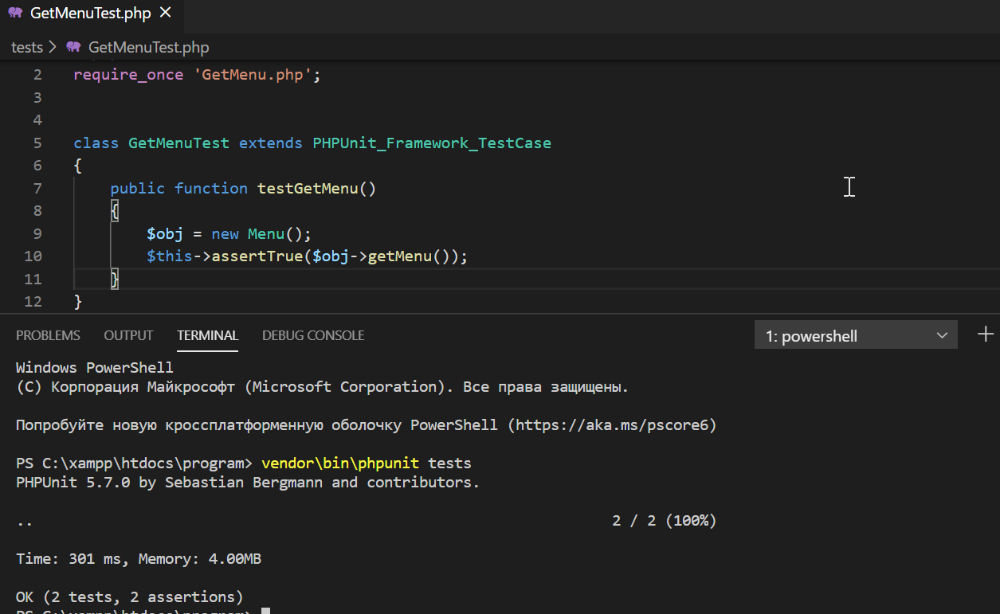 GetMenuTest.php ×
tests > GetMenuTest.php
2 require_once 'GetMenu.php';
3
4
5 class GetMenuTest extends PHPUnit_Framework_TestCase
6 {
7 public function testGetMenu()
8 {
9 $obj = new Menu();
10 $this->assertTrue($obj->getMenu());
11 }
12 }
PROBLEMS OUTPUT TERMINAL DEBUG CONSOLE 1: powershell +
Windows PowerShell
(C) Корпорация Майкрософт (Microsoft Corporation). Все права защищены.
Попробуйте новую кроссплатформенную оболочку PowerShell (https://aka.ms/pscore6)
PS C:\xampp\htdocs\program> vendor\bin\phpunit tests
PHPUnit 5.7.0 by Sebastian Bergmann and contributors.
.. 2 / 2 (100%)
Time: 301 ms, Memory: 4.00MB
OK (2 tests, 2 assertions)
PS C:\xampp\htdocs\program>